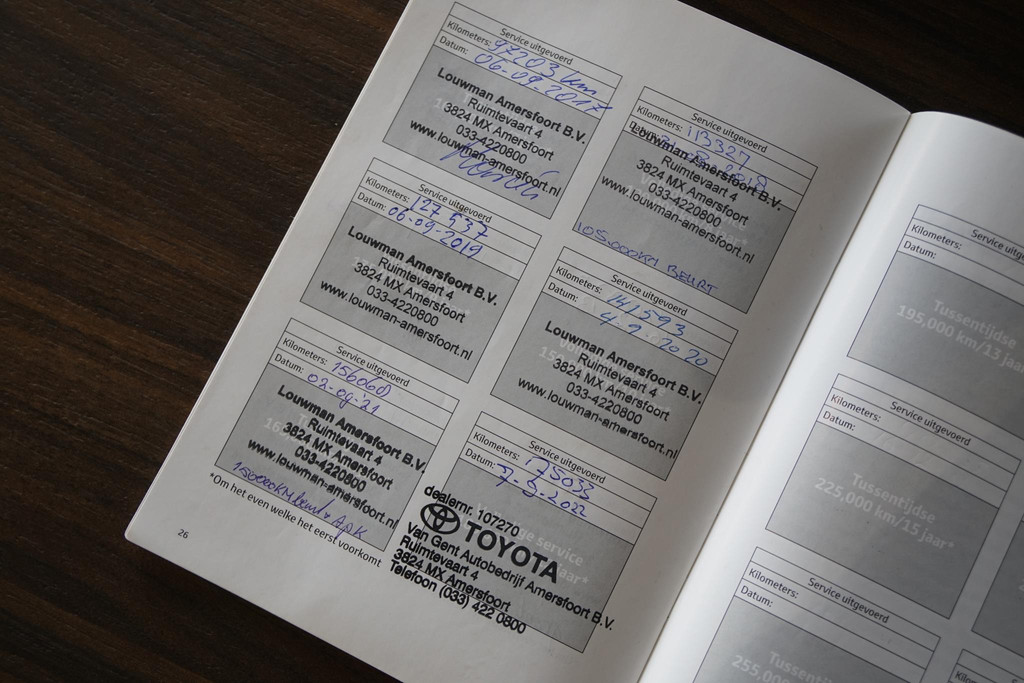 Service uitgevoerd
Kilometers: 97203 km
Datum: 06-09-2017
Louwman Amersfoort B.V.
Ruimtevaart 4
3824 MX Amersfoort
033-4220800
www.louwman-amersfoort.nl
Service uitgevoerd
Kilometers: 113327
Louwman Amersfoort B.V.
Ruimtevaart 4
3824 MX Amersfoort
033-4220800
www.louwman-amersfoort.nl
105.000KM BEURT
Service uitgevoerd
Kilometers: 127537
Datum: 06-09-2019
Louwman Amersfoort B.V.
Ruimtevaart 4
3824 MX Amersfoort
033-4220800
www.louwman-amersfoort.nl
Service uitgevoerd
Kilometers: 141593
Datum: 4-9-2020
Louwman Amersfoort B.V.
Ruimtevaart 4
3824 MX Amersfoort
033-4220800
www.louwman-amersfoort.nl
Service uitgevoerd
Kilometers: 156060
Datum: 02-09-21
Louwman Amersfoort B.V.
Ruimtevaart 4
3824 MX Amersfoort
033-4220800
www.louwman-amersfoort.nl
150000KM beurt + APK
Service uitgevoerd
Kilometers: 175033
Datum: 7-9-2022
dealernr. 107270
TOYOTA
Van Gent Autobedrijf Amersfoort B.V.
Ruimtevaart 4
3824 MX Amersfoort
Telefoon (033) 422 0800
*Om het even welke het eerst voorkomt
26
Service
Kilometers:
Datum:
Tussentijdse
195,000 km/13 jaar*
Service uitgevoerd
Kilometers:
Datum:
Tussentijdse
225,000 km/15 jaar*
Service uitgevoerd
Kilometers:
Datum:
Tussentijdse
255,000